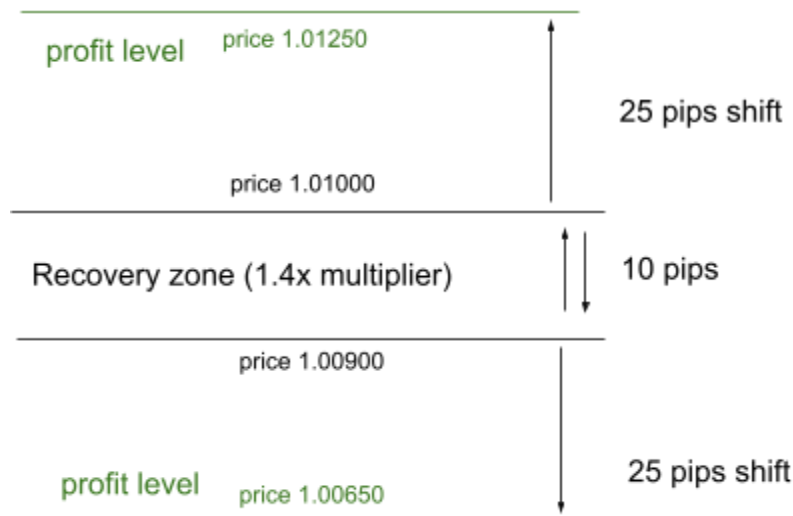 profit level
price 1.01250
25 pips shift
price 1.01000
Recovery zone (1.4x multiplier)
10 pips
price 1.00900
profit level
price 1.00650
25 pips shift